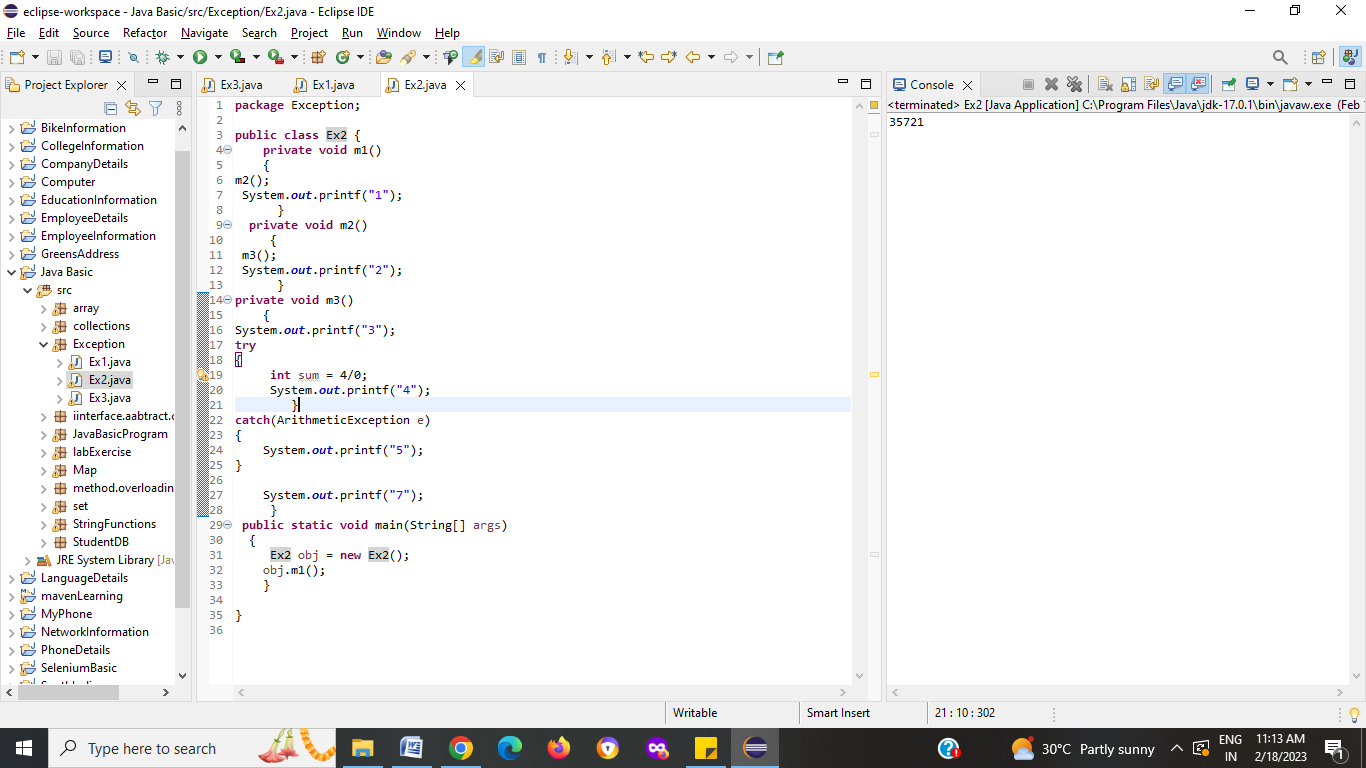 eclipse-workspace - Java Basic/src/Exception/Ex2.java - Eclipse IDE
File Edit Source Refactor Navigate Search Project Run Window Help
Project Explorer
BikeInformation
CollegeInformation
CompanyDetails
Computer
EducationInformation
EmployeeDetails
EmployeeInformation
GreensAddress
Java Basic
src
array
collections
Exception
Ex1.java
Ex2.java
Ex3.java
iinterface.aabtract.c
JavaBasicProgram
labExercise
Map
method.overloadin
set
StringFunctions
StudentDB
JRE System Library [Jav
LanguageDetails
mavenLearning
MyPhone
NetworkInformation
PhoneDetails
SeleniumBasic
Ex3.java Ex1.java Ex2.java
1 package Exception;
2
3 public class Ex2 {
4 private void m1()
5 {
6 m2();
7 System.out.printf("1");
8 }
9 private void m2()
10 {
11 m3();
12 System.out.printf("2");
13 }
14 private void m3()
15 {
16 System.out.printf("3");
17 try
18 {
19 int sum = 4/0;
20 System.out.printf("4");
21 }
22 catch(ArithmeticException e)
23 {
24 System.out.printf("5");
25 }
26
27 System.out.printf("7");
28 }
29 public static void main(String[] args)
30 {
31 Ex2 obj = new Ex2();
32 obj.m1();
33 }
34
35 }
36
Console
<terminated> Ex2 [Java Application] C:\Program Files\Java\jdk-17.0.1\bin\javaw.exe (Feb
35721
Writable Smart Insert 21 : 10 : 302
Type here to search
30°C Partly sunny
ENG
IN
11:13 AM
2/18/2023
1